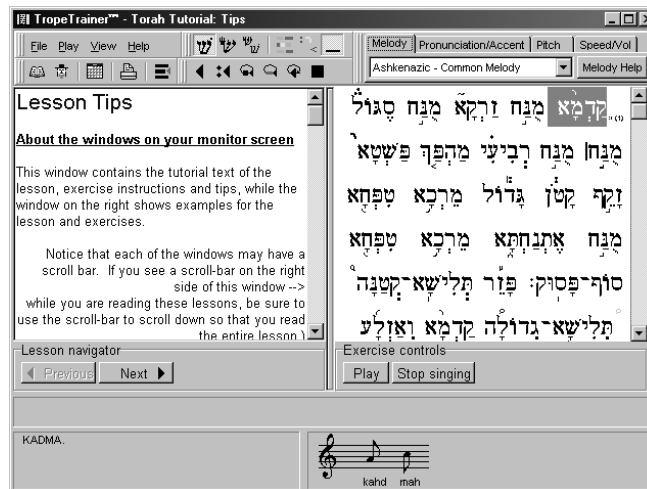 TropeTrainer™ - Torah Tutorial: Tips
File Play View Help
Melody Pronunciation/Accent Pitch Speed/Vol
Ashkenazic - Common Melody Melody Help
Lesson Tips
About the windows on your monitor screen
This window contains the tutorial text of the
lesson, exercise instructions and tips, while the
window on the right shows examples for the
lesson and exercises.
Notice that each of the windows may have a
scroll bar. If you see a scroll-bar on the right
side of this window -->
while you are reading these lessons, be sure to
use the scroll-bar to scroll down so that you read
the entire lesson.)
קַדְמָ֨א מֻנַּ֣ח זַרְקָא֮ מֻנַּ֣ח סֶגּוֹל֒
מֻנַּ֣ח׀ מֻנַּ֣ח רְבִיעִ֗י מַהְפַּ֤ךְ פַּשְׁטָא֙
זָקֵף קָטֹ֔ן גָּד֕וֹל מֵרְכָ֥א טִפְּחָ֖א
מֻנַּ֣ח אֶתְנַחְתָּ֑א מֵרְכָ֥א טִפְּחָ֖א
סוֹף־פָּסֽוּק׃ פָּזֵ֡ר תְּלִישָׁא־קְטַנָּה֩
תְּ֠לִישָׁא־גְדוֹלָה קַדְמָ֨א וְאַזְלָ֜א
Lesson navigator
Previous Next
Exercise controls
Play Stop singing
KADMA.
kahd mah